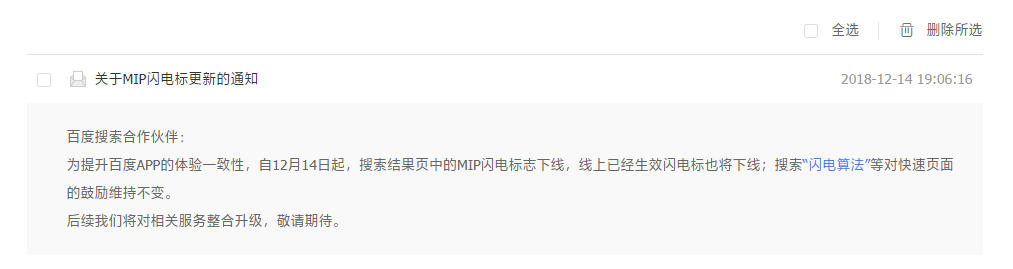 全选 删除所选
关于MIP闪电标更新的通知 2018-12-14 19:06:16
百度搜索合作伙伴：
为提升百度APP的体验一致性，自12月14日起，搜索结果页中的MIP闪电标志下线，线上已经生效闪电标也将下线；搜索“闪电算法”等对快速页面
的鼓励维持不变。
后续我们将对相关服务整合升级，敬请期待。